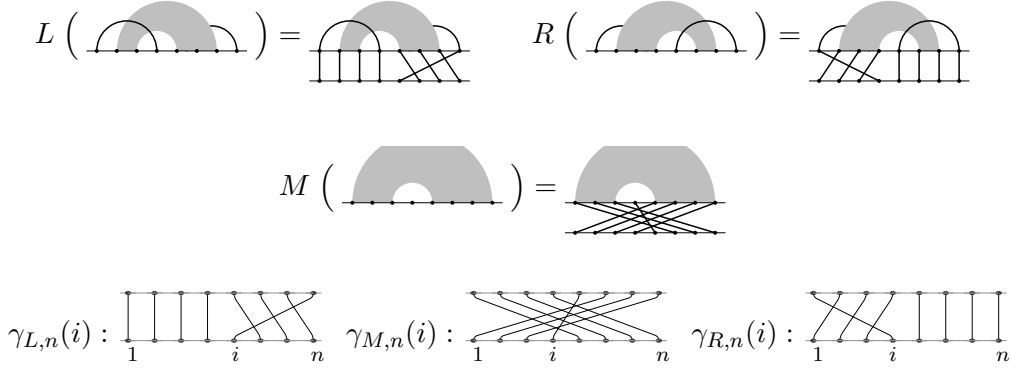 L ( ) = R ( ) =
M ( ) =
γ_{L,n}(i) : γ_{M,n}(i) : γ_{R,n}(i) :
1 i n 1 i n 1 i n